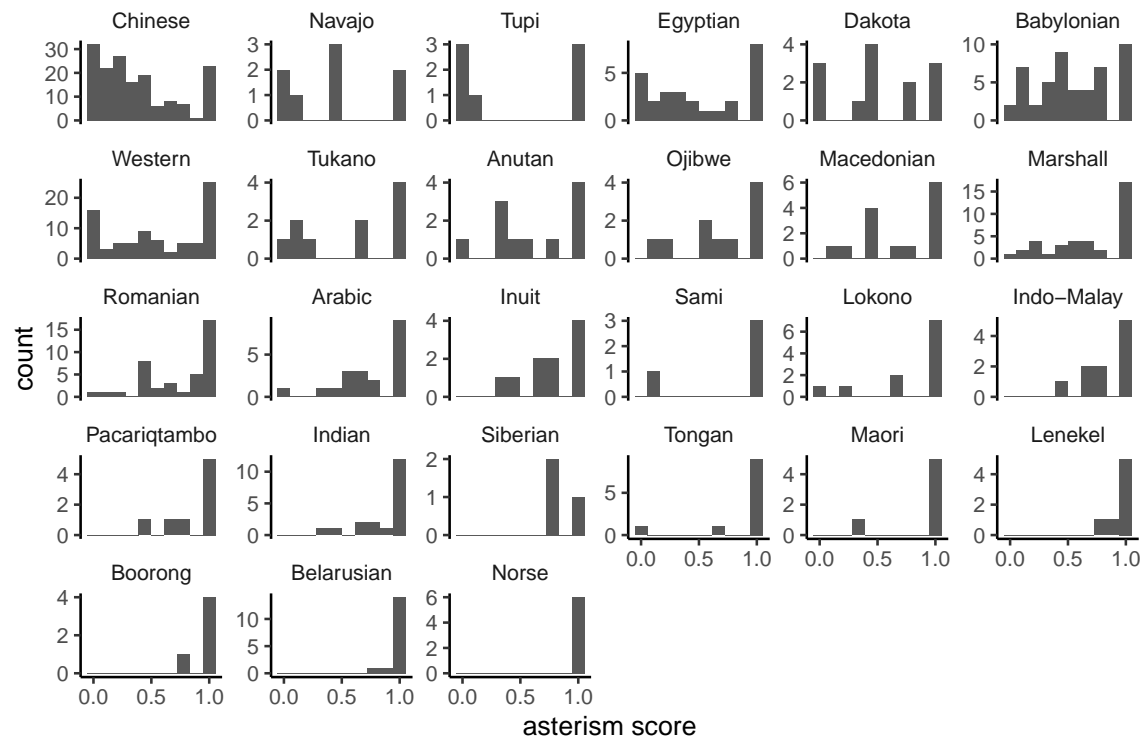 Chinese Navajo Tupi Egyptian Dakota Babylonian
30 20 10 0
3 2 1 0
3 2 1 0
5 0
4 2 0
10 5 0
Western Tukano Anutan Ojibwe Macedonian Marshall
20 10 0
4 2 0
4 2 0
4 2 0
6 4 2 0
15 10 5 0
Romanian Arabic Inuit Sami Lokono Indo−Malay
15 10 5 0
5 0
4 2 0
3 2 1 0
6 4 2 0
4 2 0
Pacariqtambo Indian Siberian Tongan Maori Lenekel
4 2 0
10 5 0
2 1 0
5 0
4 2 0
4 2 0
0.0 0.5 1.0 0.0 0.5 1.0 0.0 0.5 1.0
Boorong Belarusian Norse
4 2 0
10 5 0
6 4 2 0
0.0 0.5 1.0 0.0 0.5 1.0 0.0 0.5 1.0
count
asterism score